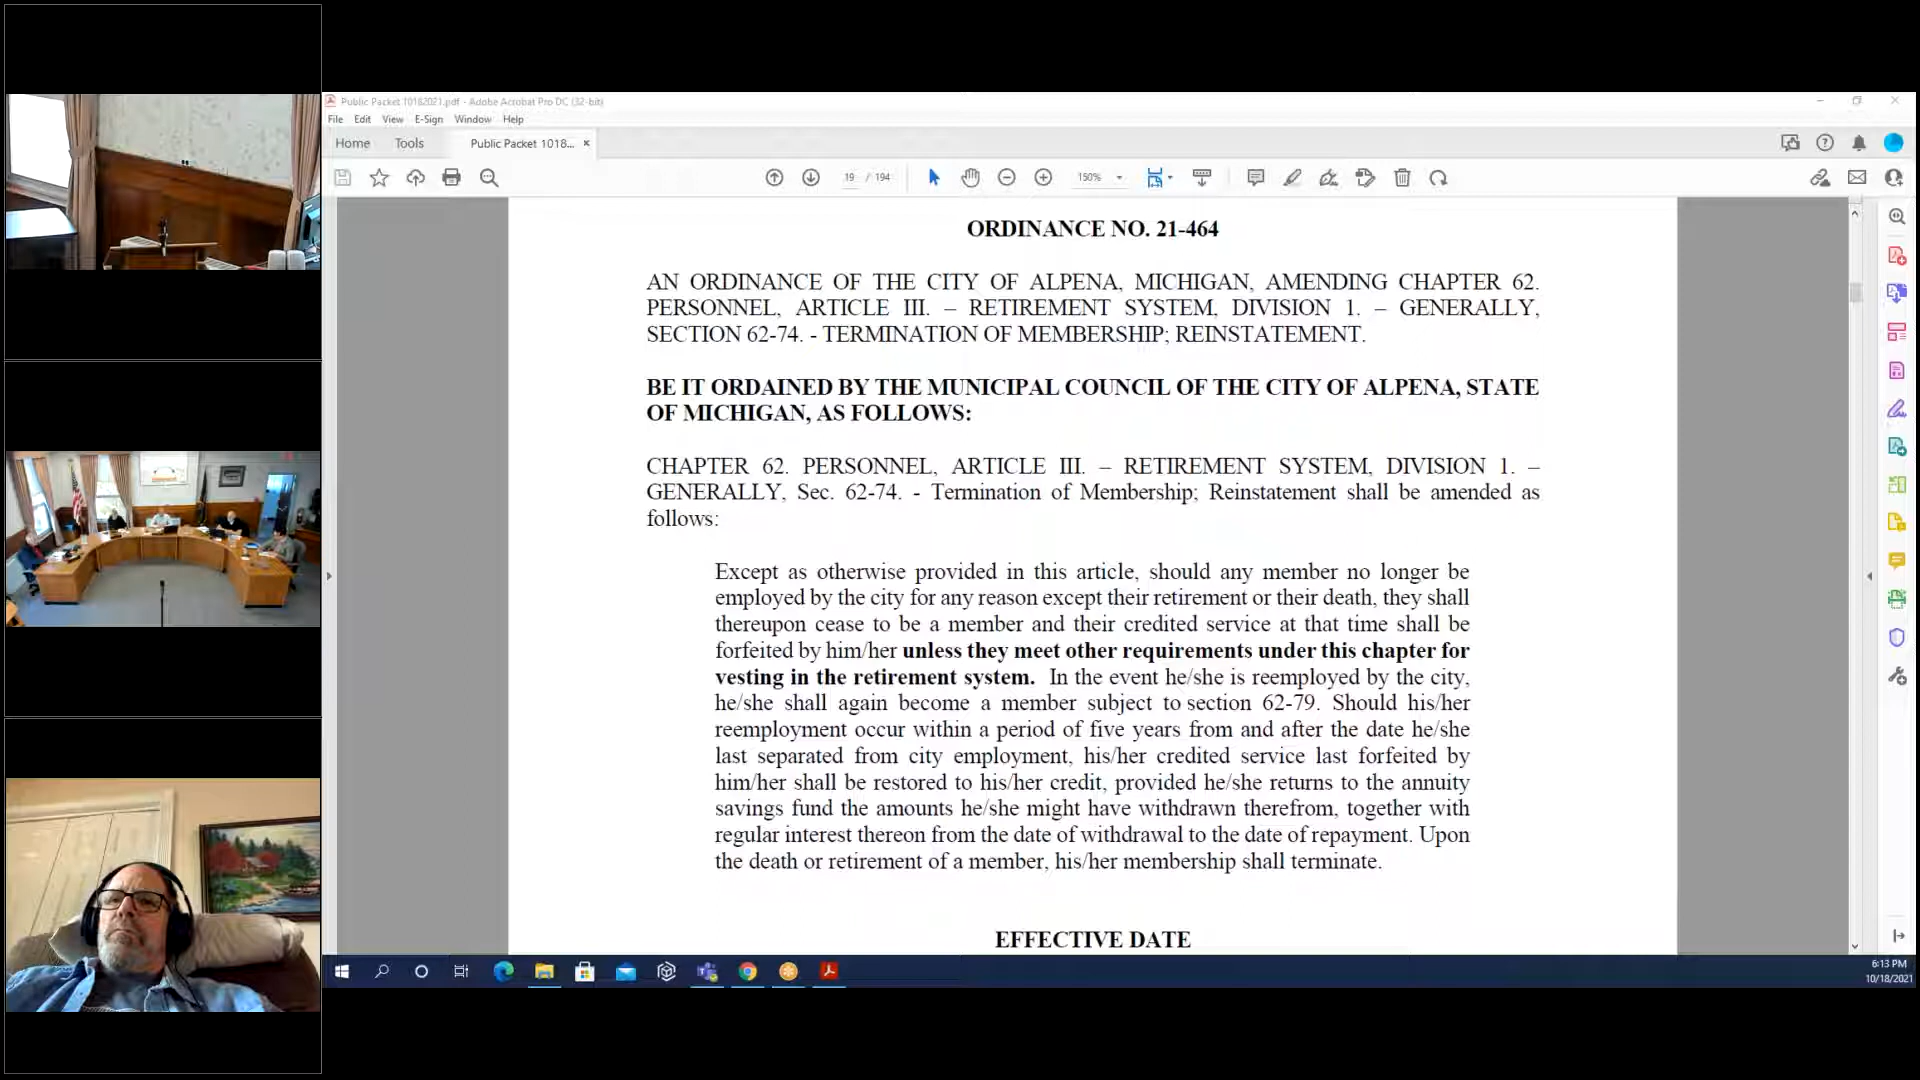 Public Packet 10182021.pdf - Adobe Acrobat Pro DC (32-bit)
File Edit View E-Sign Window Help
Home Tools Public Packet 1018... ×
19 / 194 150%
ORDINANCE NO. 21-464
AN ORDINANCE OF THE CITY OF ALPENA, MICHIGAN, AMENDING CHAPTER 62.
PERSONNEL, ARTICLE III. – RETIREMENT SYSTEM, DIVISION 1. – GENERALLY,
SECTION 62-74. - TERMINATION OF MEMBERSHIP; REINSTATEMENT.
BE IT ORDAINED BY THE MUNICIPAL COUNCIL OF THE CITY OF ALPENA, STATE
OF MICHIGAN, AS FOLLOWS:
CHAPTER 62. PERSONNEL, ARTICLE III. – RETIREMENT SYSTEM, DIVISION 1. –
GENERALLY, Sec. 62-74. - Termination of Membership; Reinstatement shall be amended as
follows:
Except as otherwise provided in this article, should any member no longer be
employed by the city for any reason except their retirement or their death, they shall
thereupon cease to be a member and their credited service at that time shall be
forfeited by him/her unless they meet other requirements under this chapter for
vesting in the retirement system. In the event he/she is reemployed by the city,
he/she shall again become a member subject to section 62-79. Should his/her
reemployment occur within a period of five years from and after the date he/she
last separated from city employment, his/her credited service last forfeited by
him/her shall be restored to his/her credit, provided he/she returns to the annuity
savings fund the amounts he/she might have withdrawn therefrom, together with
regular interest thereon from the date of withdrawal to the date of repayment. Upon
the death or retirement of a member, his/her membership shall terminate.
EFFECTIVE DATE
6:13 PM
10/18/2021